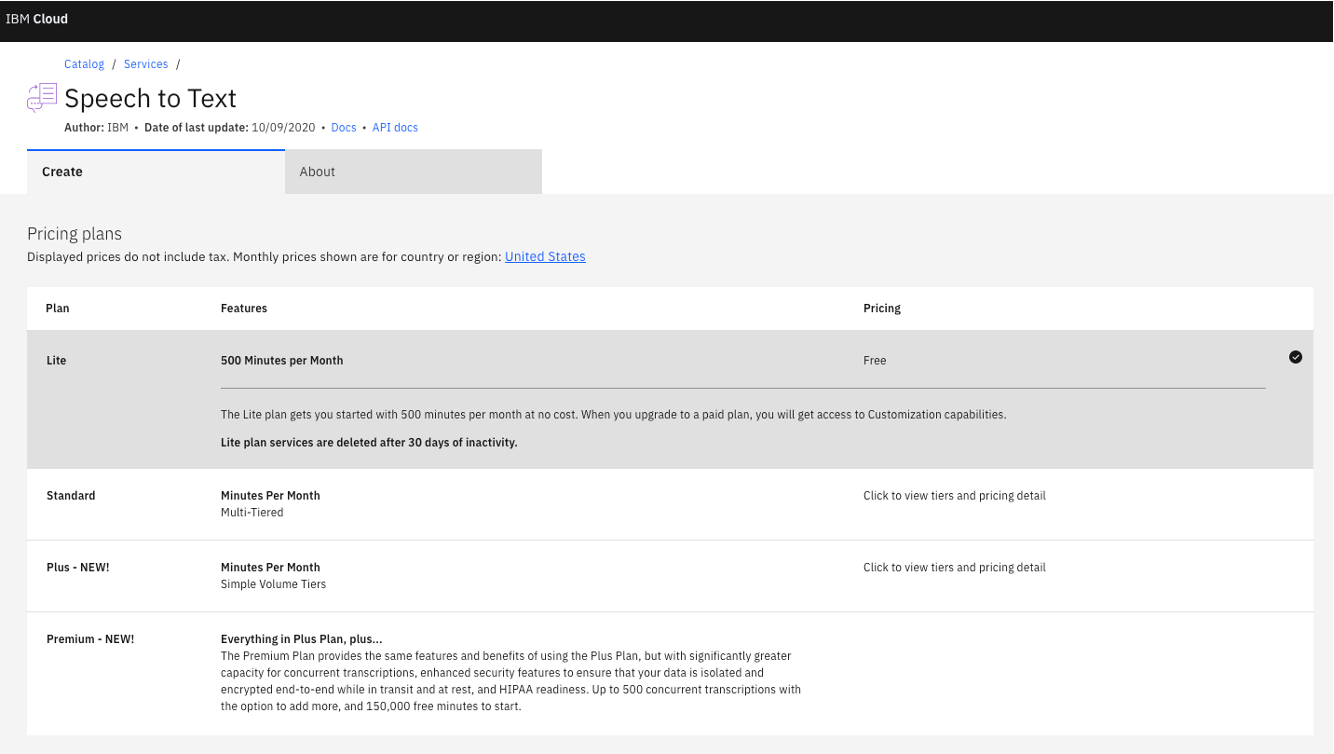 IBM Cloud
Catalog / Services /
Speech to Text
Author: IBM • Date of last update: 10/09/2020 • Docs • API docs
Create About
Pricing plans
Displayed prices do not include tax. Monthly prices shown are for country or region: United States
Plan Features Pricing
Lite 500 Minutes per Month Free
The Lite plan gets you started with 500 minutes per month at no cost. When you upgrade to a paid plan, you will get access to Customization capabilities.
Lite plan services are deleted after 30 days of inactivity.
Standard Minutes Per Month Click to view tiers and pricing detail
Multi-Tiered
Plus - NEW! Minutes Per Month Click to view tiers and pricing detail
Simple Volume Tiers
Premium - NEW! Everything in Plus Plan, plus...
The Premium Plan provides the same features and benefits of using the Plus Plan, but with significantly greater
capacity for concurrent transcriptions, enhanced security features to ensure that your data is isolated and
encrypted end-to-end while in transit and at rest, and HIPAA readiness. Up to 500 concurrent transcriptions with
the option to add more, and 150,000 free minutes to start.